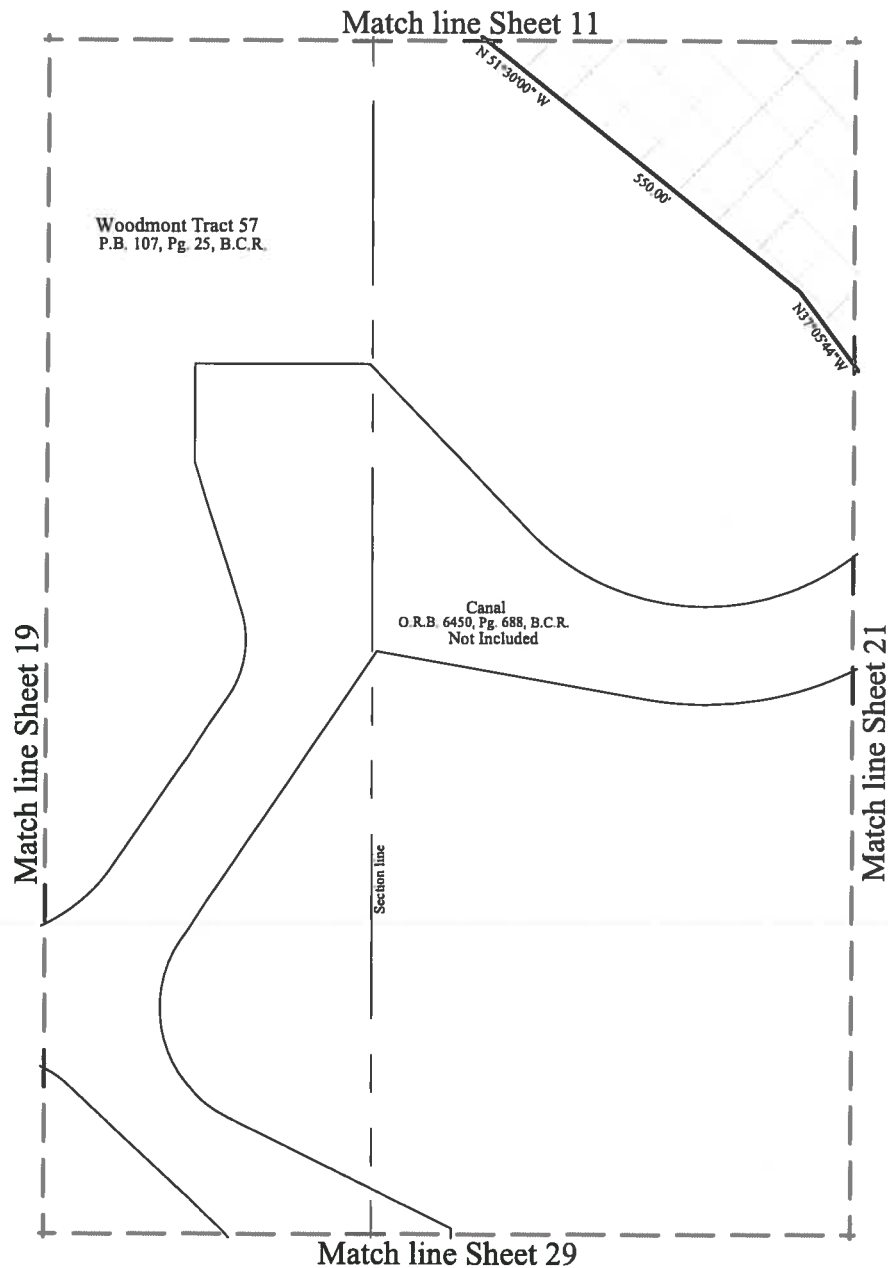 Match line Sheet 11
N 51°30'00" W
550.00'
N37°05'44"W
Woodmont Tract 57
P.B. 107, Pg. 25, B.C.R.
Canal
O.R.B. 6450, Pg. 688, B.C.R.
Not Included
Match line Sheet 19
Match line Sheet 21
Section line
Match line Sheet 29